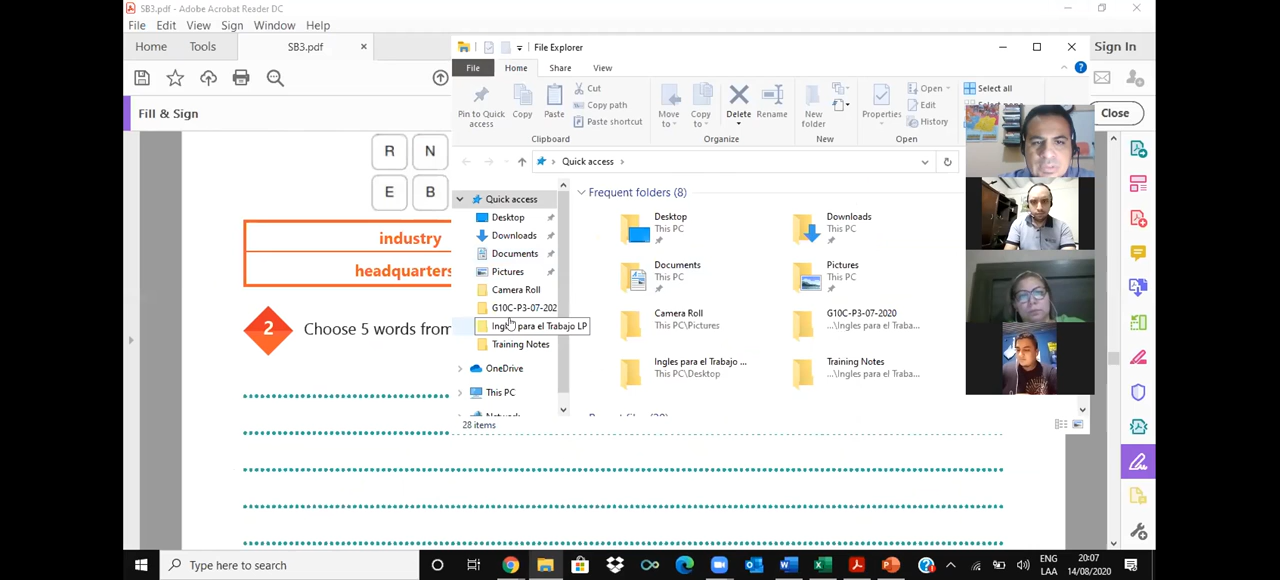 SB3.pdf - Adobe Acrobat Reader DC
File Edit View Sign Window Help
Home Tools SB3.pdf
Sign In
Fill & Sign
Close
R N
E B
industry
headquarters
2 Choose 5 words from
File Explorer
File Home Share View
Pin to Quick access
Copy
Paste
Cut
Copy path
Paste shortcut
Clipboard
Move to
Copy to
Delete
Rename
Organize
New folder
New
Properties
Open
Edit
History
Open
Select all
Quick access
Quick access
Desktop
Downloads
Documents
Pictures
Camera Roll
G10C-P3-07-202
Ingles para el Trabajo LP
Training Notes
OneDrive
This PC
Network
Frequent folders (8)
Desktop
This PC
Downloads
This PC
Documents
This PC
Pictures
This PC
Camera Roll
This PC\Pictures
G10C-P3-07-2020
...\Ingles para el Traba...
Ingles para el Trabajo ...
This PC\Desktop
Training Notes
...\Ingles para el Traba...
28 items
Type here to search
ENG
LAA
20:07
14/08/2020